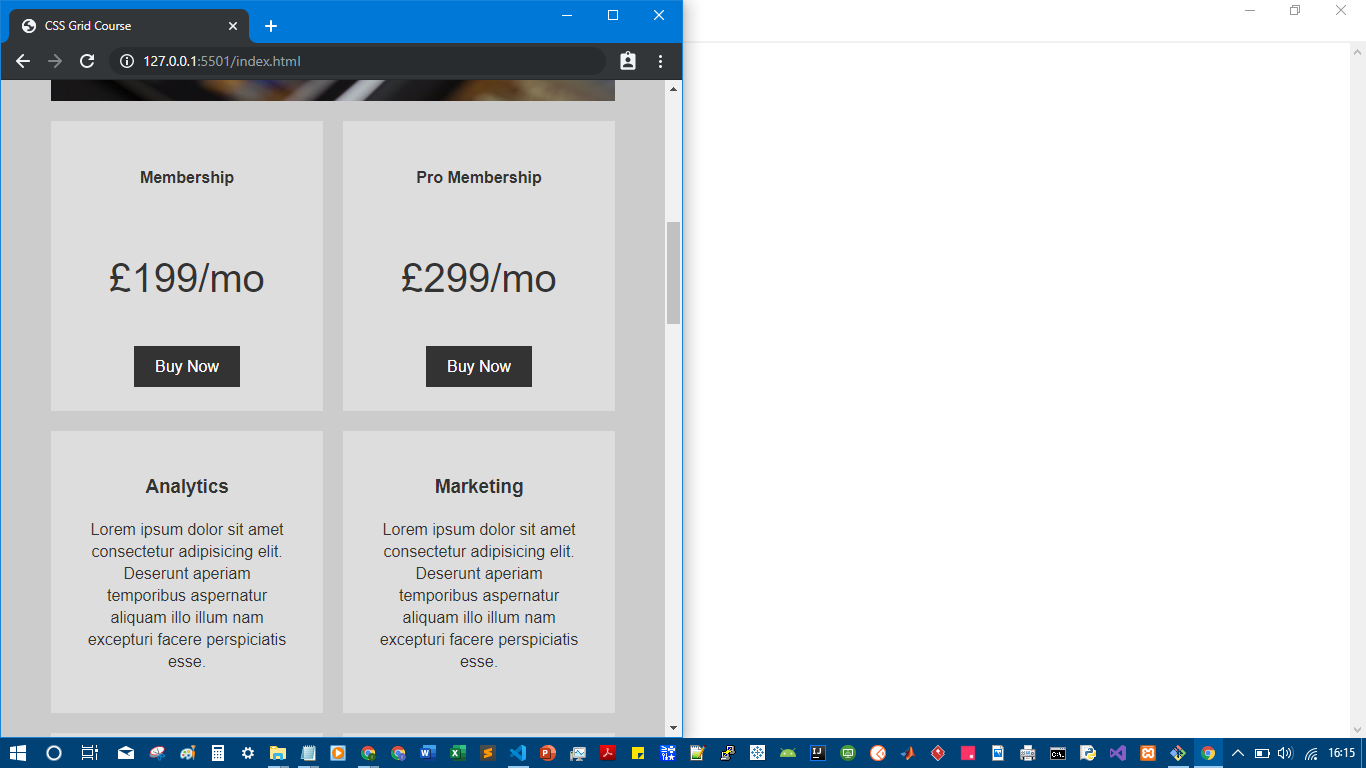 CSS Grid Course
127.0.0.1:5501/index.html
Membership
£199/mo
Buy Now
Pro Membership
£299/mo
Buy Now
Analytics
Lorem ipsum dolor sit amet
consectetur adipisicing elit.
Deserunt aperiam
temporibus aspernatur
aliquam illo illum nam
excepturi facere perspiciatis
esse.
Marketing
Lorem ipsum dolor sit amet
consectetur adipisicing elit.
Deserunt aperiam
temporibus aspernatur
aliquam illo illum nam
excepturi facere perspiciatis
esse.
16:15